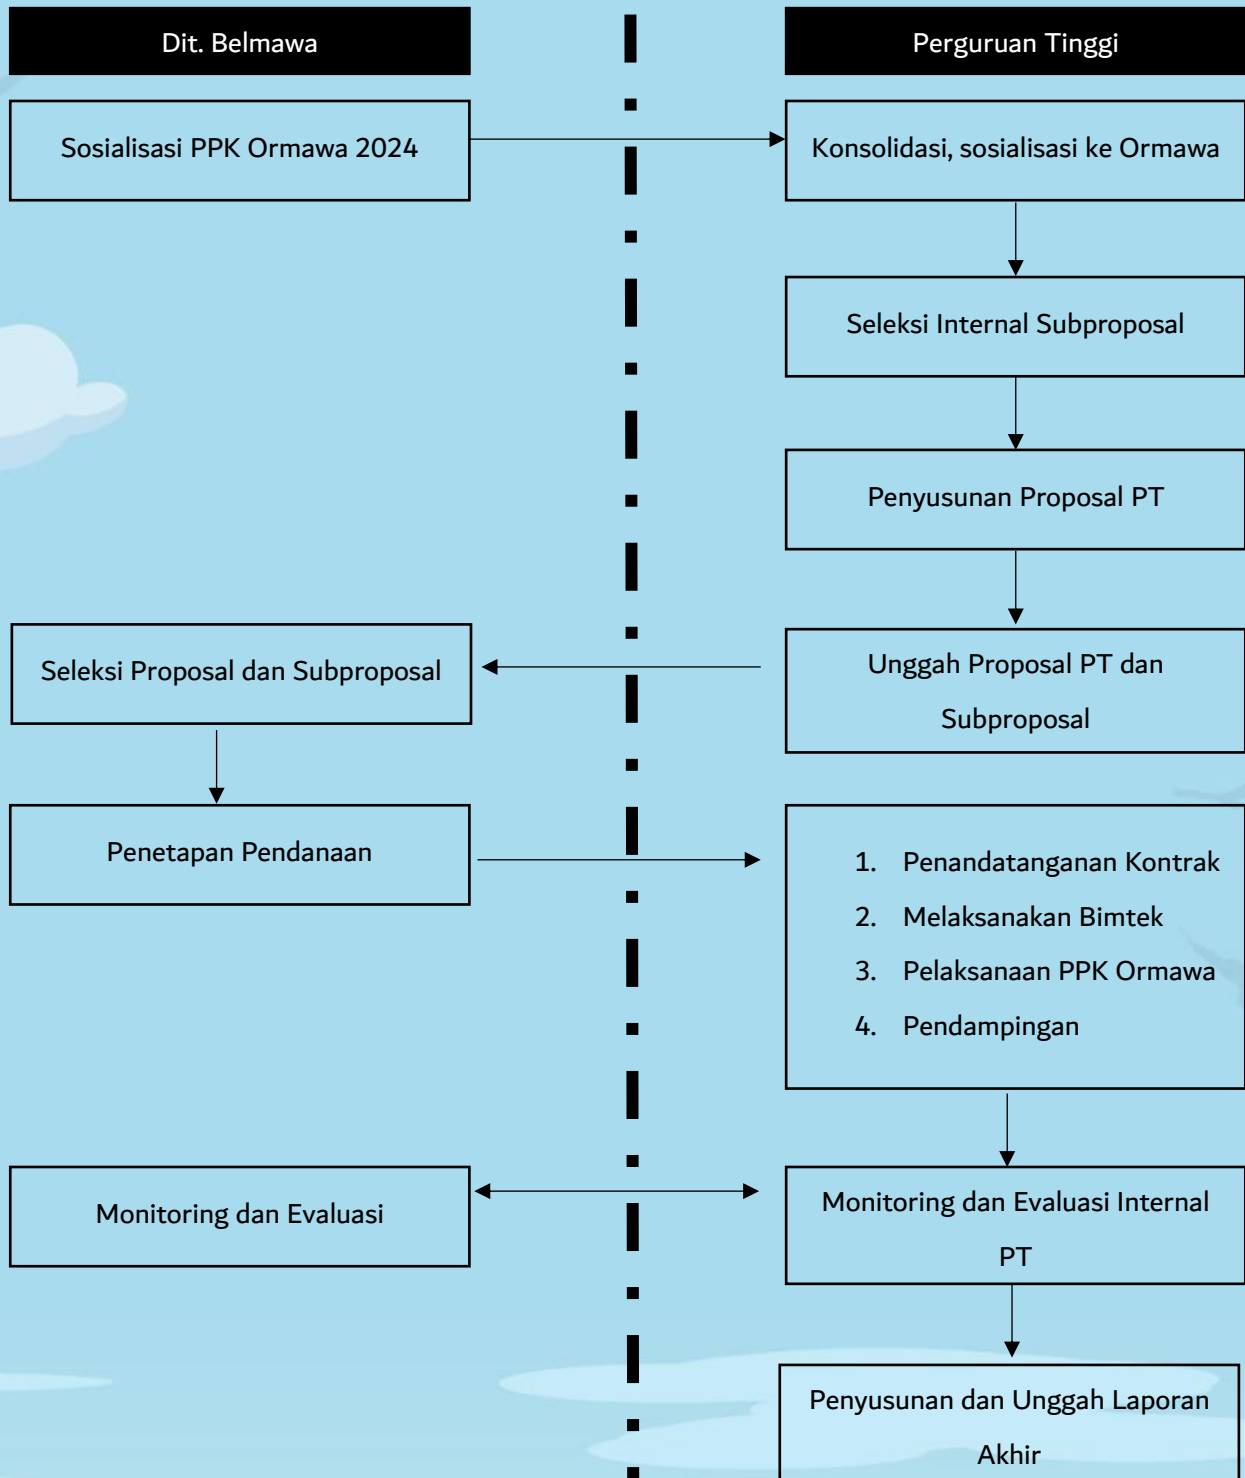 Dit. Belmawa
Perguruan Tinggi
Sosialisasi PPK Ormawa 2024
Konsolidasi, sosialisasi ke Ormawa
Seleksi Internal Subproposal
Penyusunan Proposal PT
Seleksi Proposal dan Subproposal
Unggah Proposal PT dan
Subproposal
Penetapan Pendanaan
1. Penandatanganan Kontrak
2. Melaksanakan Bimtek
3. Pelaksanaan PPK Ormawa
4. Pendampingan
Monitoring dan Evaluasi
Monitoring dan Evaluasi Internal
PT
Penyusunan dan Unggah Laporan
Akhir